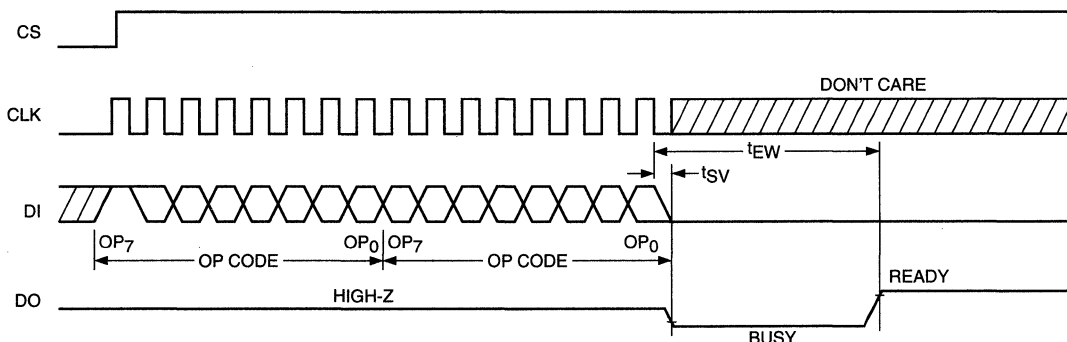 CS
DON'T CARE
CLK
tEW
tSV
DI
OP7 OP0 OP7 OP0
OP CODE OP CODE
READY
HIGH-Z
DO
BUSY